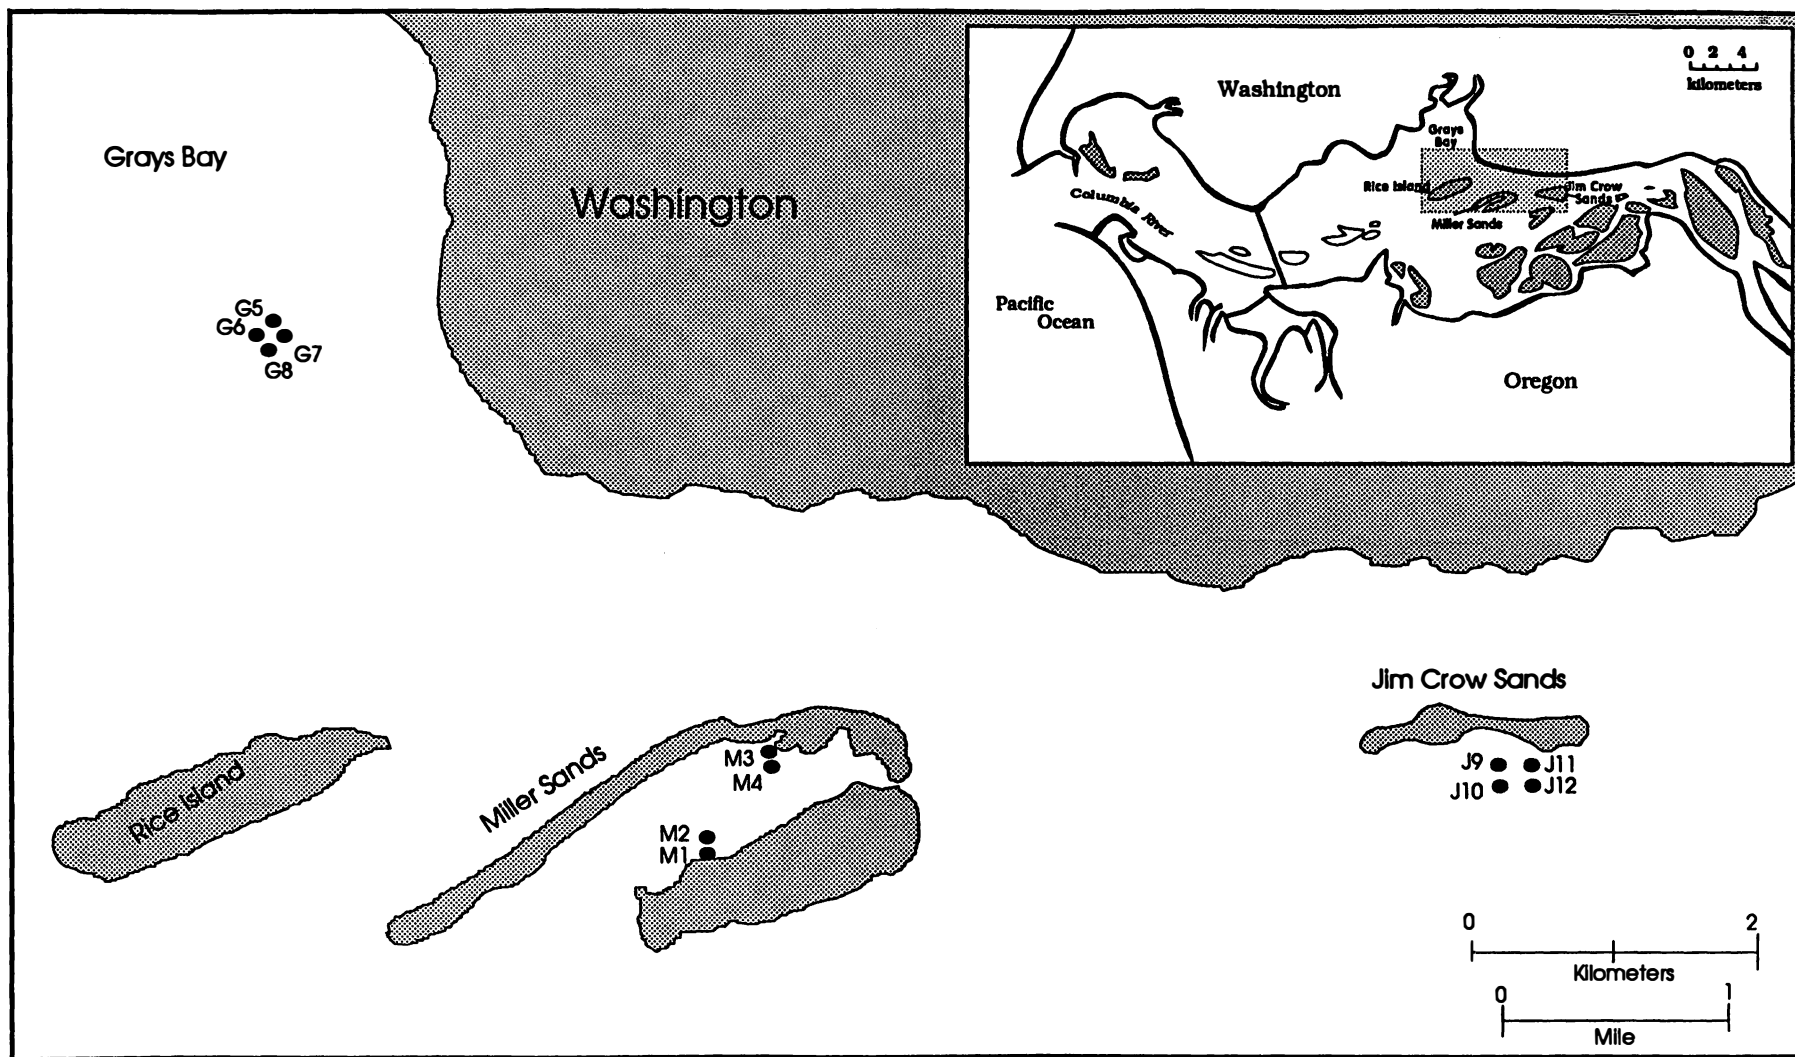 Grays Bay
Washington
G5
G6
G7
G8
0 2 4
kilometers
Washington
Grays
Bay
Rice Island
Jim Crow
Sands
Miller Sands
Columbia River
Pacific
Ocean
Oregon
Jim Crow Sands
Rice Island
Miller Sands
M3
M4
M2
M1
J9
J11
J10
J12
0 2
Kilometers
0 1
Mile